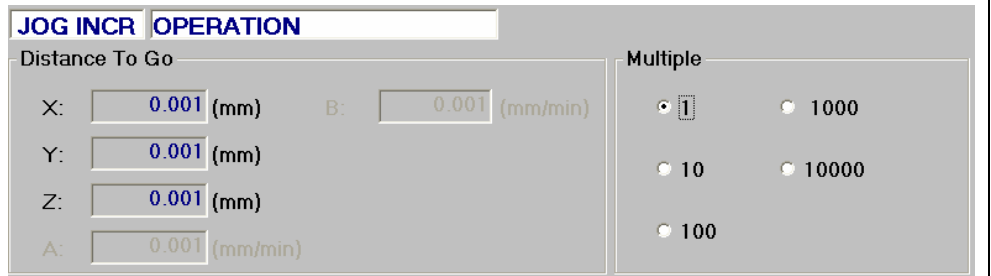 JOG INCR OPERATION
Distance To Go
X: 0.001 (mm) B: 0.001 (mm/min)
Y: 0.001 (mm)
Z: 0.001 (mm)
A: 0.001 (mm/min)
Multiple
1 1000
10 10000
100